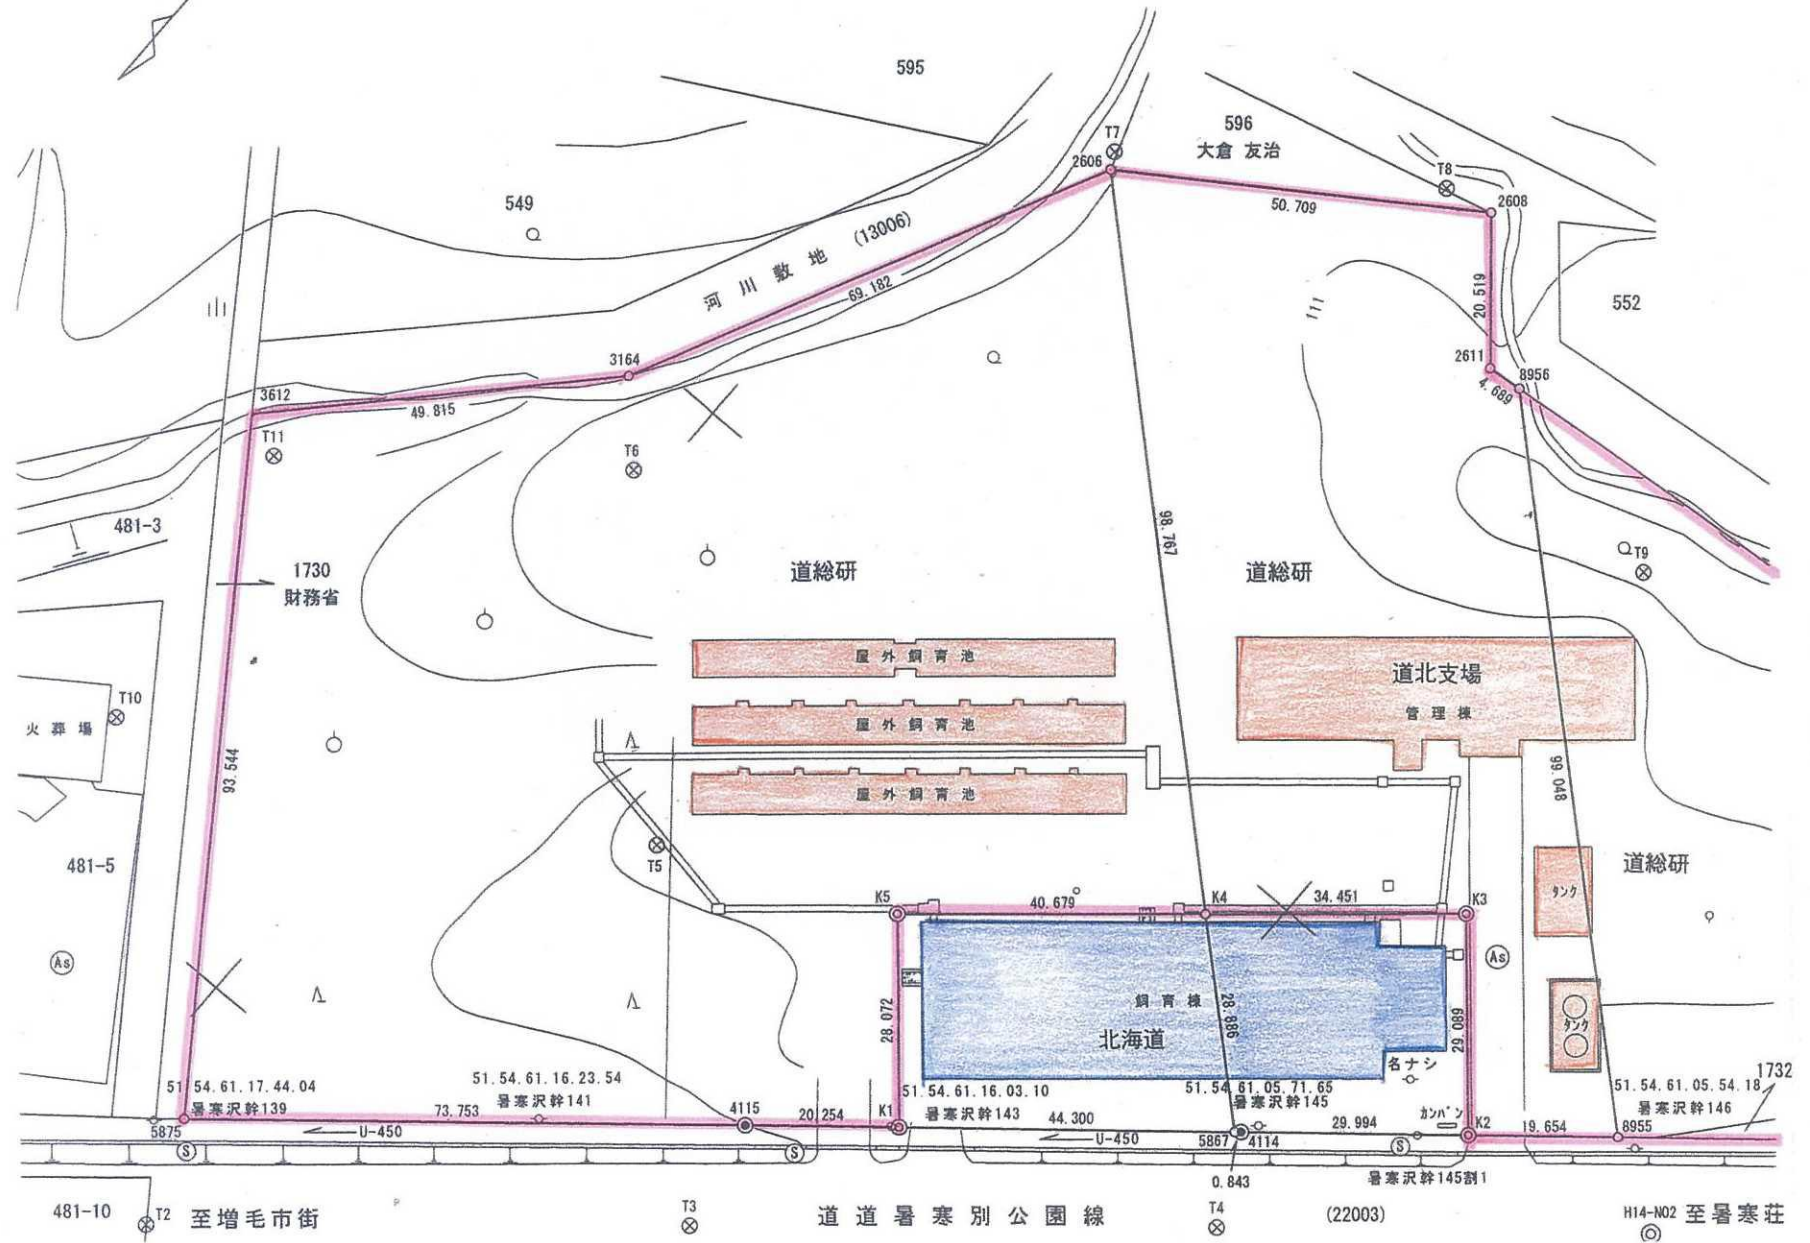 595
T7
596
2606
大倉 友治
T8
2608
549
50.709
河川敷地 (13006)
69.182
20.519
552
3164
2611
8956
4.689
3612
49.815
T11
T6
98.767
481-3
T9
1730
財務省
道総研
道総研
屋外飼育池
道北支場
管理棟
T10
火葬場
屋外飼育池
93.544
屋外飼育池
99.048
T5
481-5
道総研
タンク
K5
40.679
K4
34.451
K3
As
As
飼育棟
28.072
28.886
29.089
北海道
タンク
名ナシ
51.54.61.17.44.04
暑寒沢幹139
51.54.61.16.23.54
暑寒沢幹141
51.54.61.16.03.10
暑寒沢幹143
51.54.61.05.71.65
暑寒沢幹145
51.54.61.05.54.18
暑寒沢幹146
1732
73.753
4115
20.254
K1
44.300
カンバン
29.994
K2
19.654
5875
U-450
U-450
5867
4114
8955
S
S
S
0.843
暑寒沢幹145割1
481-10
T2
至増毛市街
T3
道道暑寒別公園線
T4
(22003)
H14-NO2
至暑寒荘